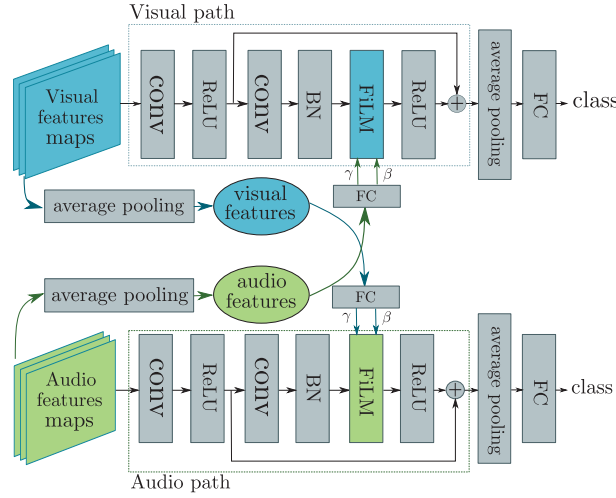 Visual path
Visual
features
maps
conv
ReLU
conv
BN
FiLM
ReLU
+
average pooling
FC
class
γ
β
average pooling
visual
features
FC
average pooling
audio
features
FC
γ
β
Audio
features
maps
conv
ReLU
conv
BN
FiLM
ReLU
+
average pooling
FC
class
Audio path